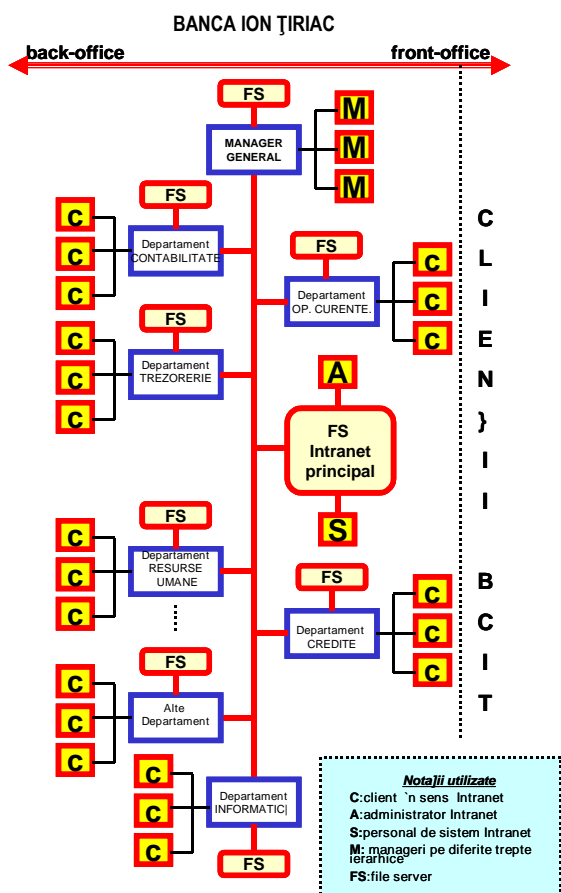 BANCA ION ŢIRIAC
back-office
front-office
FS
MANAGER
GENERAL
M
M
M
FS
C
C
C
Departament
CONTABILITATE
FS
Departament
OP. CURENTE.
C
C
C
FS
C
C
C
Departament
TREZORERIE
A
FS
Intranet
principal
S
FS
C
C
C
Departament
RESURSE
UMANE
FS
Departament
CREDITE
C
C
C
FS
C
C
C
Alte
Departament
C
C
C
Departament
INFORMATIC|
FS
C
L
I
E
N
}
I
I
B
C
I
T
Nota]ii utilizate
C:client `n sens Intranet
A:administrator Intranet
S:personal de sistem Intranet
M: manageri pe diferite trepte
ierarhice
FS:file server